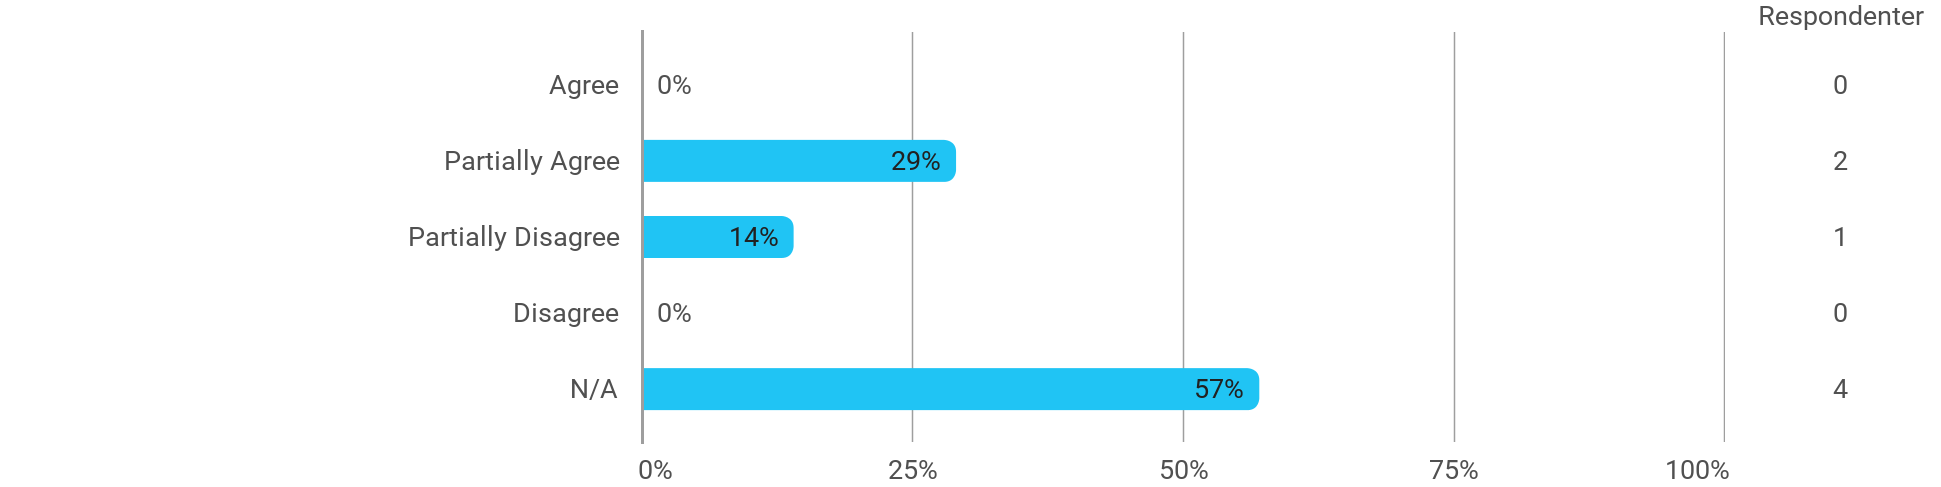 Respondenter
Agree 0% 0
Partially Agree 29% 2
Partially Disagree 14% 1
Disagree 0% 0
N/A 57% 4
0% 25% 50% 75% 100%